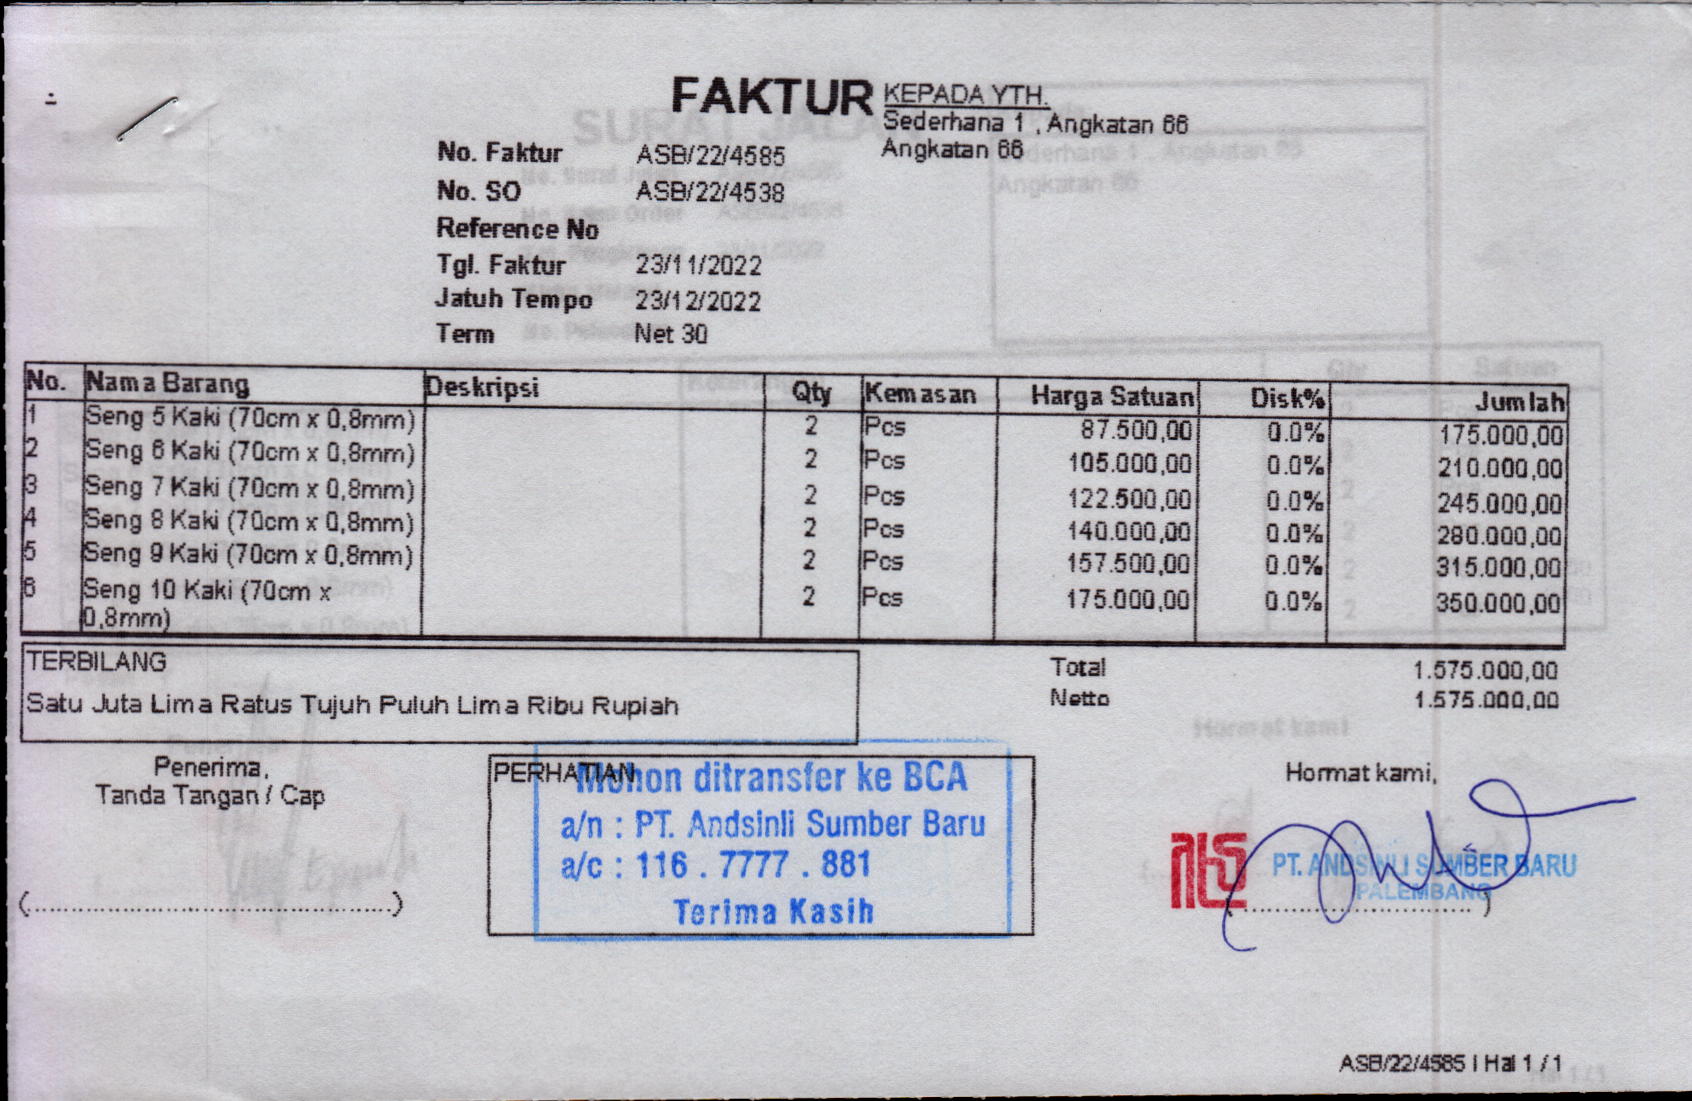 FAKTUR
KEPADA YTH.
Sederhana 1 , Angkatan 66
Angkatan 66
No. Faktur ASB/22/4585
No. SO ASB/22/4538
Reference No
Tgl. Faktur 23/11/2022
Jatuh Tempo 23/12/2022
Term Net 30
No. Nama Barang Deskripsi Qty Kemasan Harga Satuan Disk% Jumlah
1 Seng 5 Kaki (70cm x 0,8mm) 2 Pcs 87.500,00 0.0% 175.000,00
2 Seng 6 Kaki (70cm x 0,8mm) 2 Pcs 105.000,00 0.0% 210.000,00
3 Seng 7 Kaki (70cm x 0,8mm) 2 Pcs 122.500,00 0.0% 245.000,00
4 Seng 8 Kaki (70cm x 0,8mm) 2 Pcs 140.000,00 0.0% 280.000,00
5 Seng 9 Kaki (70cm x 0,8mm) 2 Pcs 157.500,00 0.0% 315.000,00
6 Seng 10 Kaki (70cm x 2 Pcs 175.000,00 0.0% 350.000,00
0,8mm)
TERBILANG
Satu Juta Lima Ratus Tujuh Puluh Lima Ribu Rupiah
Total 1.575.000,00
Netto 1.575.000,00
Penerima,
Tanda Tangan / Cap
(...........................................)
PERHATIAN
Mohon ditransfer ke BCA
a/n : PT. Andsinli Sumber Baru
a/c : 116 . 7777 . 881
Terima Kasih
Hormat kami,
PT. ANDSINLI SUMBER BARU
PALEMBANG
(...........................)
ASB/22/4585 | Hal 1 / 1